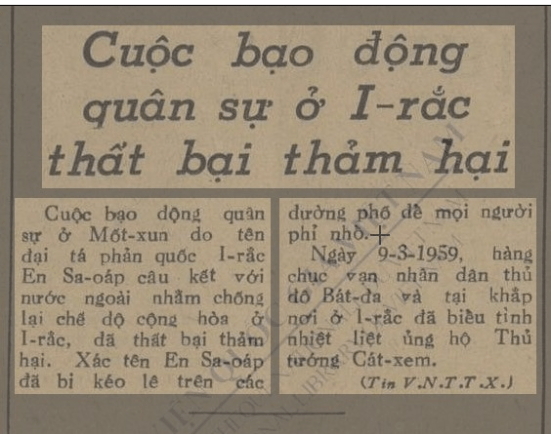 Cuộc bạo động
quân sự ở I-rắc
thất bại thảm hại
Cuộc bạo động quân
sự ở Mốt-xun do tên
đại tá phản quốc I-rắc
En Sa-oáp câu kết với
nước ngoài nhằm chống
lại chế độ cộng hòa ở
I-rắc, đã thất bại thảm
hại. Xác tên En Sa-oáp
đã bị kéo lê trên các
đường phố để mọi người
phỉ nhổ.
Ngày 9-3-1959, hàng
chục vạn nhân dân thủ
đô Bát-đa và tại khắp
nơi ở I-rắc đã biểu tình
nhiệt liệt ủng hộ Thủ
tướng Cát-xem.
(Tin V.N.T.T.X.)